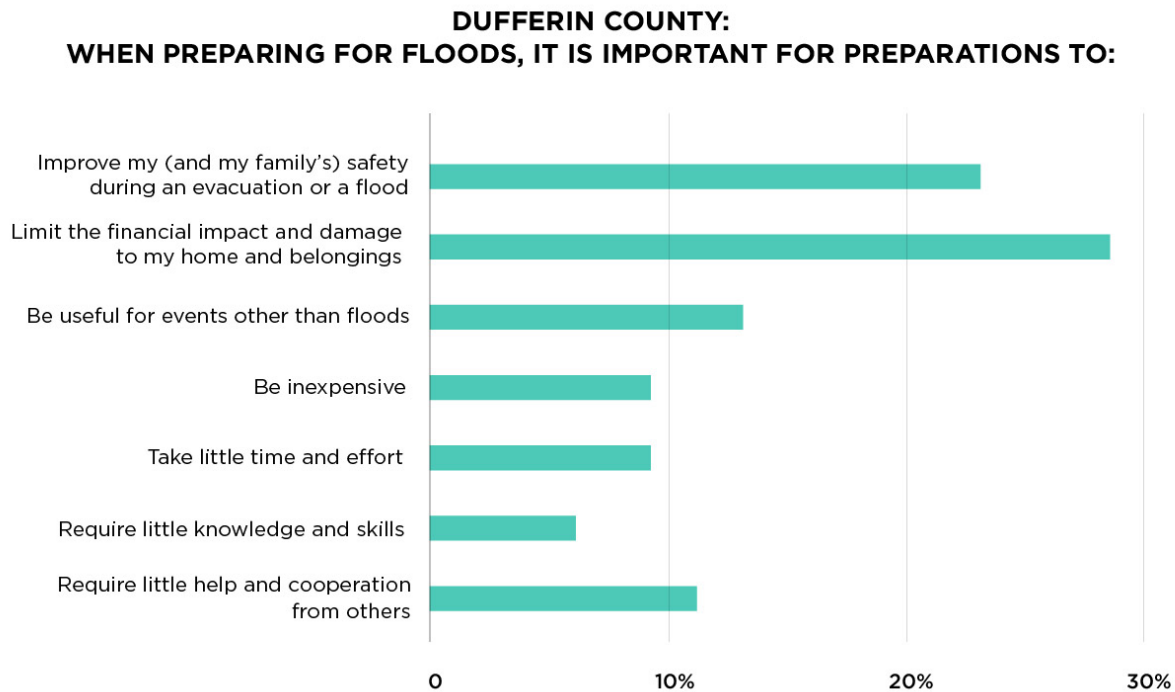 DUFFERIN COUNTY:
WHEN PREPARING FOR FLOODS, IT IS IMPORTANT FOR PREPARATIONS TO:
Improve my (and my family's) safety
during an evacuation or a flood
Limit the financial impact and damage
to my home and belongings
Be useful for events other than floods
Be inexpensive
Take little time and effort
Require little knowledge and skills
Require little help and cooperation
from others
0 10% 20% 30%